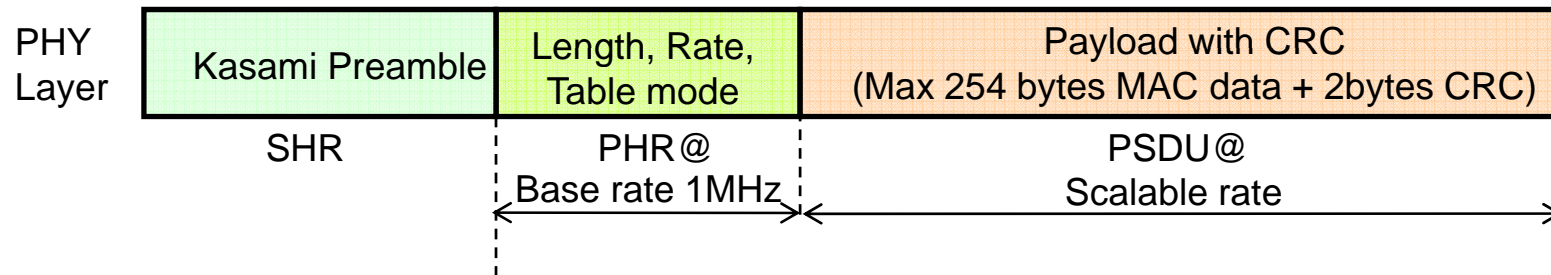 PHY
Layer
Kasami Preamble
Length, Rate,
Table mode
Payload with CRC
(Max 254 bytes MAC data + 2bytes CRC)
SHR
PHR@
Base rate 1MHz
PSDU@
Scalable rate